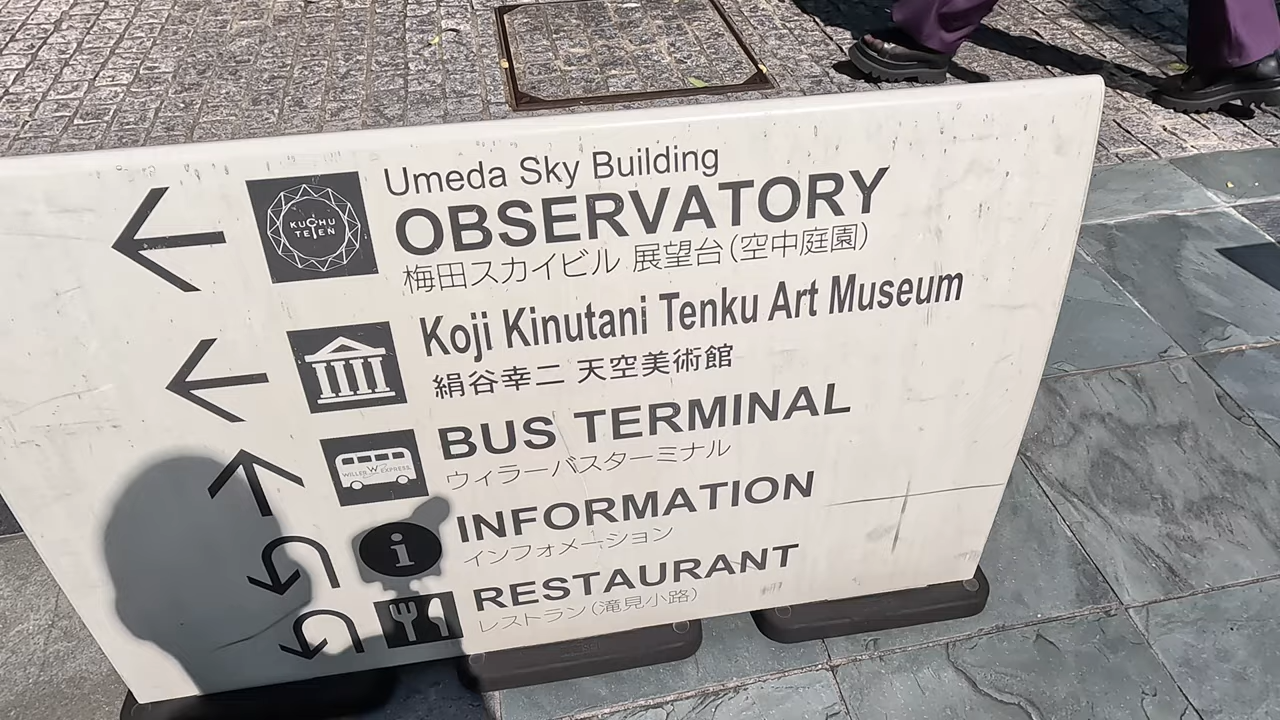 Umeda Sky Building
KUCHU TEIEN
OBSERVATORY
梅田スカイビル 展望台(空中庭園)
Koji Kinutani Tenku Art Museum
絹谷幸二 天空美術館
BUS TERMINAL
WILLER EXPRESS
ウィラーバスターミナル
INFORMATION
i
インフォメーション
RESTAURANT
レストラン(滝見小路)